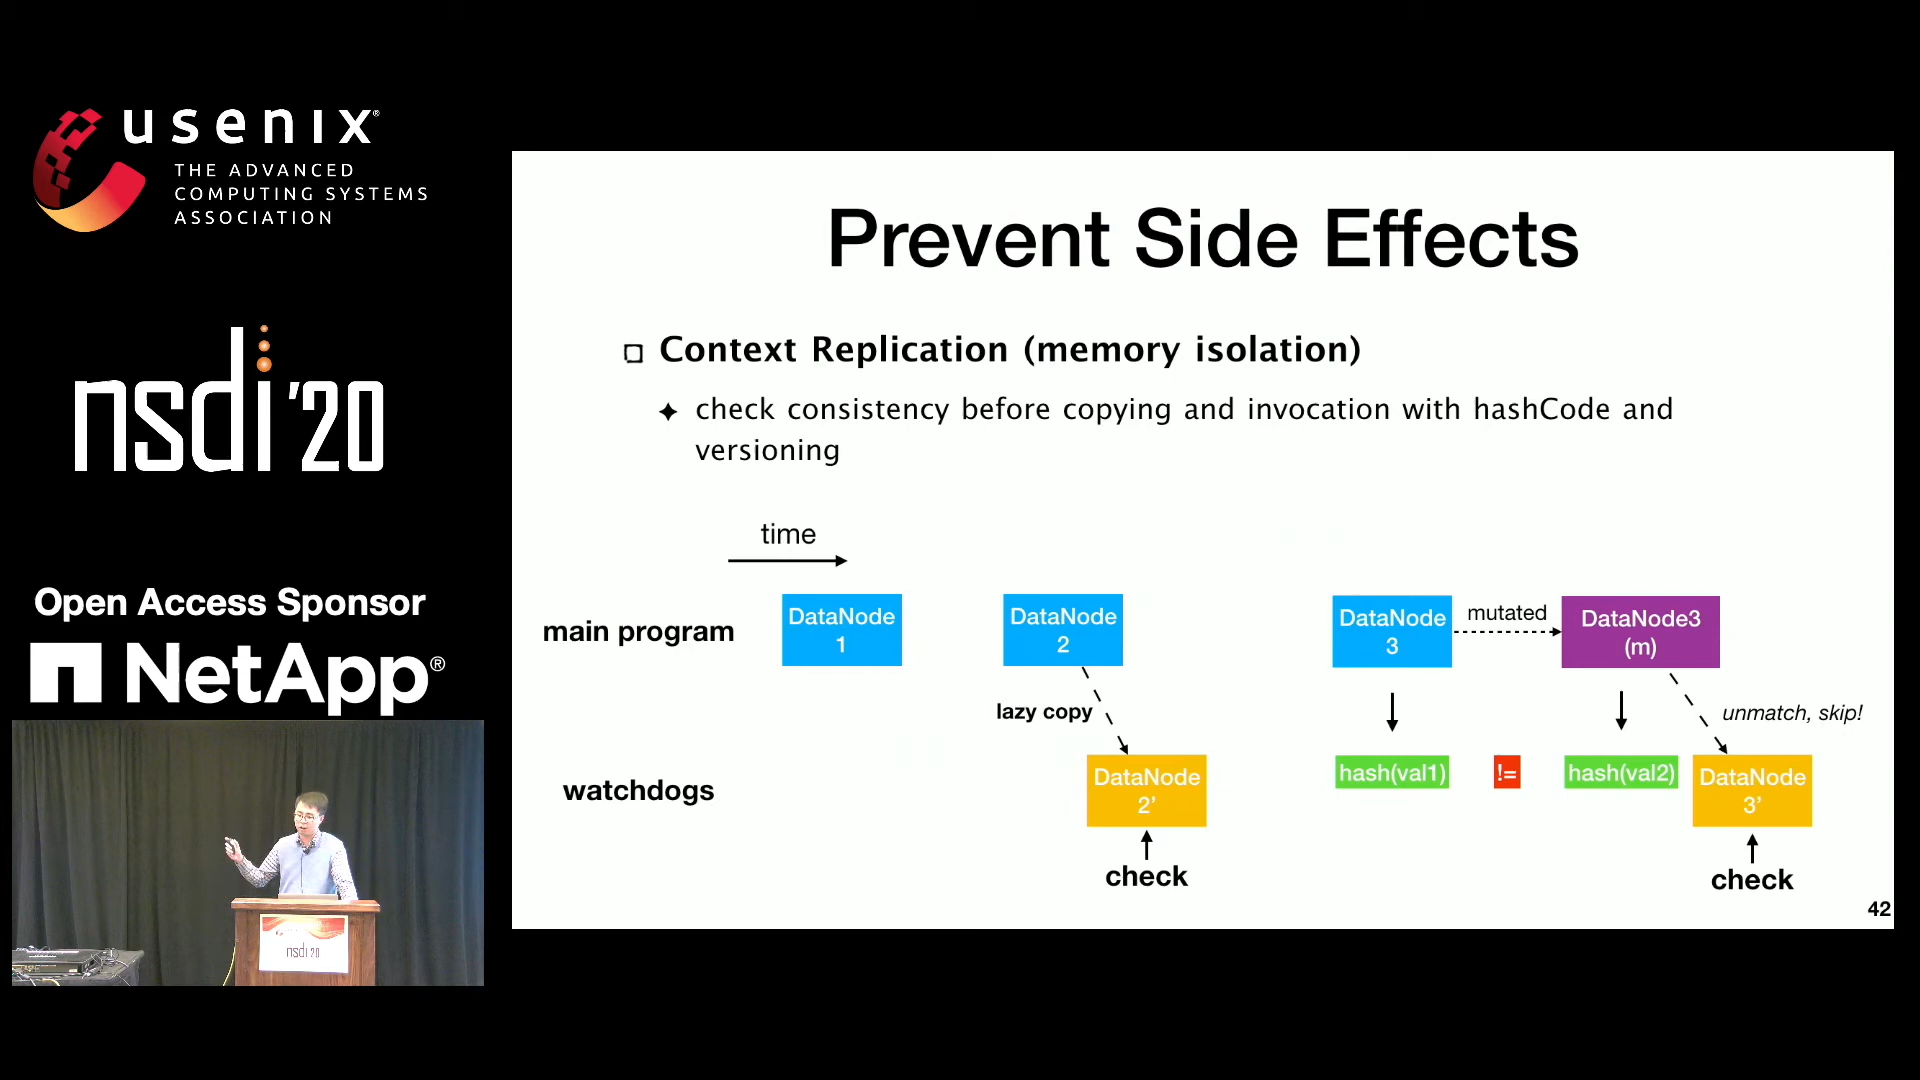 usenix®
THE ADVANCED
COMPUTING SYSTEMS
ASSOCIATION
nsdi '20
Open Access Sponsor
NetApp®
nsdi '20
Prevent Side Effects
Context Replication (memory isolation)
check consistency before copying and invocation with hashCode and
versioning
time
main program
DataNode
1
DataNode
2
DataNode
3
mutated
DataNode3
(m)
lazy copy
unmatch, skip!
watchdogs
DataNode
2’
hash(val1)
!=
hash(val2)
DataNode
3’
check
check
42